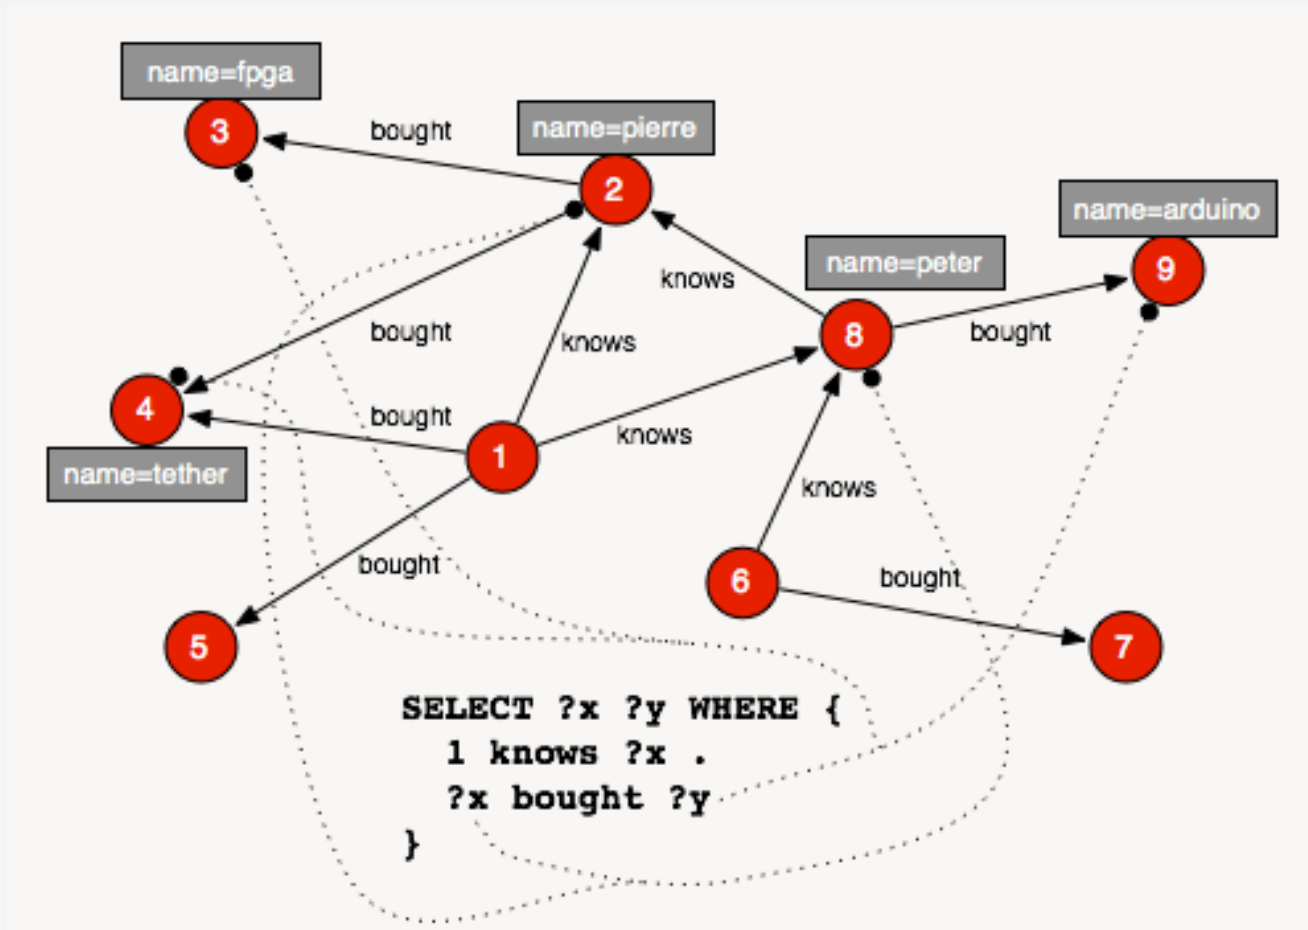 name=fpga
3
bought
name=pierre
2
name=arduino
9
knows
name=peter
8
bought
bought
knows
4
bought
1
knows
name=tether
knows
bought
6
bought
5
7
SELECT ?x ?y WHERE {
1 knows ?x .
?x bought ?y
}